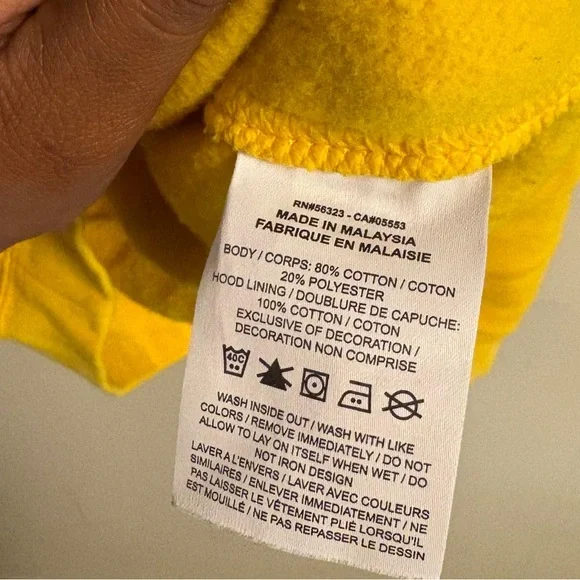 RN#56323 - CA#05553
MADE IN MALAYSIA
FABRIQUE EN MALAISIE
BODY / CORPS: 80% COTTON / COTON
20% POLYESTER
HOOD LINING / DOUBLURE DE CAPUCHE:
100% COTTON / COTON
EXCLUSIVE OF DECORATION /
DECORATION NON COMPRISE
40C
WASH INSIDE OUT / WASH WITH LIKE
COLORS / REMOVE IMMEDIATELY / DO NOT
ALLOW TO LAY ON ITSELF WHEN WET / DO
NOT IRON DESIGN
LAVER A L'ENVERS / LAVER AVEC COULEURS
SIMILAIRES / ENLEVER IMMEDIATEMENT / NE
PAS LAISSER LE VÊTEMENT PLIÉ LORSQU'IL
EST MOUILLÉ / NE PAS REPASSER LE DESSIN